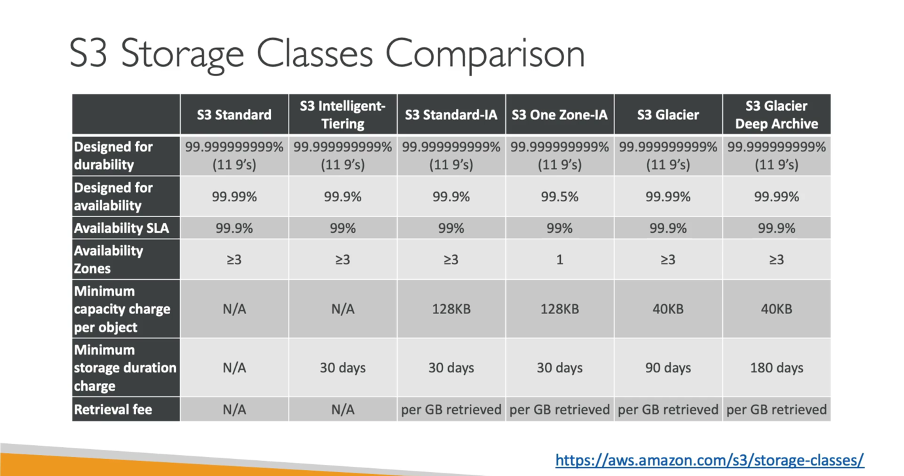 S3 Storage Classes Comparison
S3 Standard
S3 Intelligent-
Tiering
S3 Standard-IA
S3 One Zone-IA
S3 Glacier
S3 Glacier
Deep Archive
Designed for
durability
99.999999999%
(11 9’s)
99.999999999%
(11 9’s)
99.999999999%
(11 9’s)
99.999999999%
(11 9’s)
99.999999999%
(11 9’s)
99.999999999%
(11 9’s)
Designed for
availability
99.99%
99.9%
99.9%
99.5%
99.99%
99.99%
Availability SLA
99.9%
99%
99%
99%
99.9%
99.9%
Availability
Zones
≥3
≥3
≥3
1
≥3
≥3
Minimum
capacity charge
per object
N/A
N/A
128KB
128KB
40KB
40KB
Minimum
storage duration
charge
N/A
30 days
30 days
30 days
90 days
180 days
Retrieval fee
N/A
N/A
per GB retrieved
per GB retrieved
per GB retrieved
per GB retrieved
https://aws.amazon.com/s3/storage-classes/